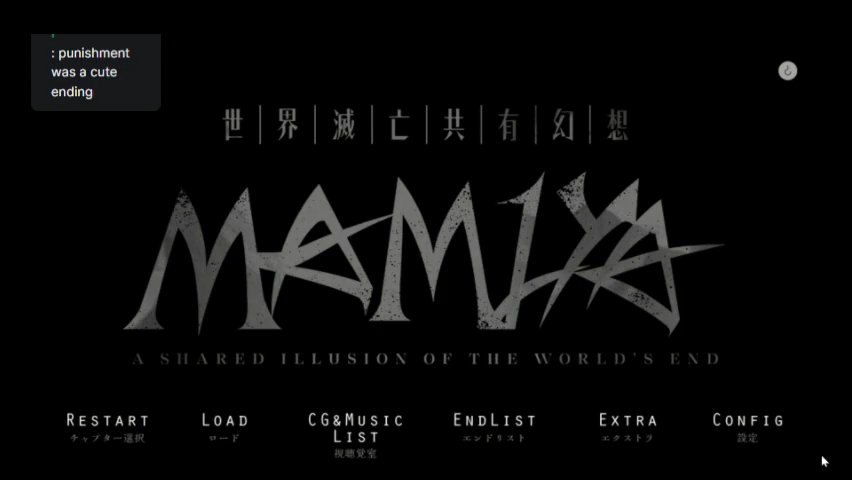 : punishment
was a cute
ending
世界滅亡共有幻想
MAMIYA
A SHARED ILLUSION OF THE WORLD'S END
RESTART LOAD CG&MUSIC LIST ENDLIST EXTRA CONFIG
チャプター選択 ロード 視聴覚室 エンドリスト エクストラ 設定